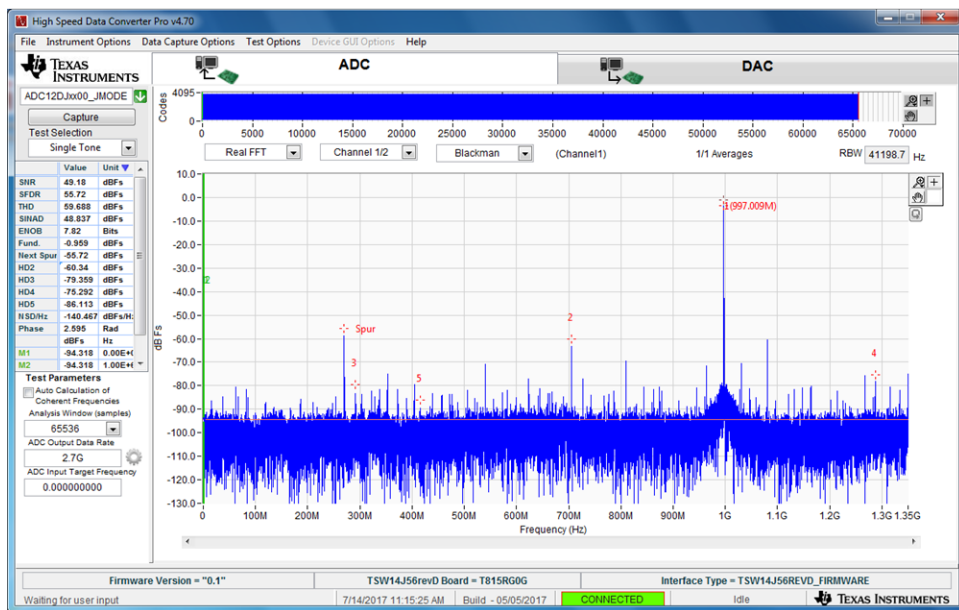 High Speed Data Converter Pro v4.70
File Instrument Options Data Capture Options Test Options Device GUI Options Help
TEXAS INSTRUMENTS
ADC
DAC
ADC12DJxx00_JMODE
Capture
Test Selection
Single Tone
Value Unit
SNR 49.18 dBFs
SFDR 55.72 dBFs
THD 59.688 dBFs
SINAD 48.837 dBFs
ENOB 7.82 Bits
Fund. -0.959 dBFs
Next Spur -55.72 dBFs
HD2 -60.34 dBFs
HD3 -79.359 dBFs
HD4 -75.292 dBFs
HD5 -86.113 dBFs
NSD/Hz -140.467 dBFs/H
Phase 2.595 Rad
dBFs Hz
M1 -94.318 0.00E+(
M2 -94.318 1.00E+(
Test Parameters
Auto Calculation of
Coherent Frequencies
Analysis Window (samples)
65536
ADC Output Data
Rate
2.7G
ADC Input Target Frequency
0.000000000
Codes
4095
0
0 5000 10000 15000 20000 25000 30000 35000 40000 45000 50000 55000 60000 65000 70000
Real FFT Channel 1/2 Blackman (Channel1) 1/1 Averages RBW 41198.7 Hz
dBFs
10.0
0.0
-10.0
-20.0
-30.0
-40.0
-50.0
-60.0
-70.0
-80.0
-90.0
-100.0
-110.0
-120.0
-130.0
1(997.009M)
Spur
2
3
4
5
0 100M 200M 300M 400M 500M 600M 700M 800M 900M 1G 1.1G 1.2G 1.3G 1.35G
Frequency (Hz)
Firmware Version = "0.1"
TSW14J56revD Board = T815RG0G
Interface Type = TSW14J56REVD_FIRMWARE
Waiting for user input
7/14/2017 11:15:25 AM
Build - 05/05/2017
CONNECTED
Idle
TEXAS INSTRUMENTS